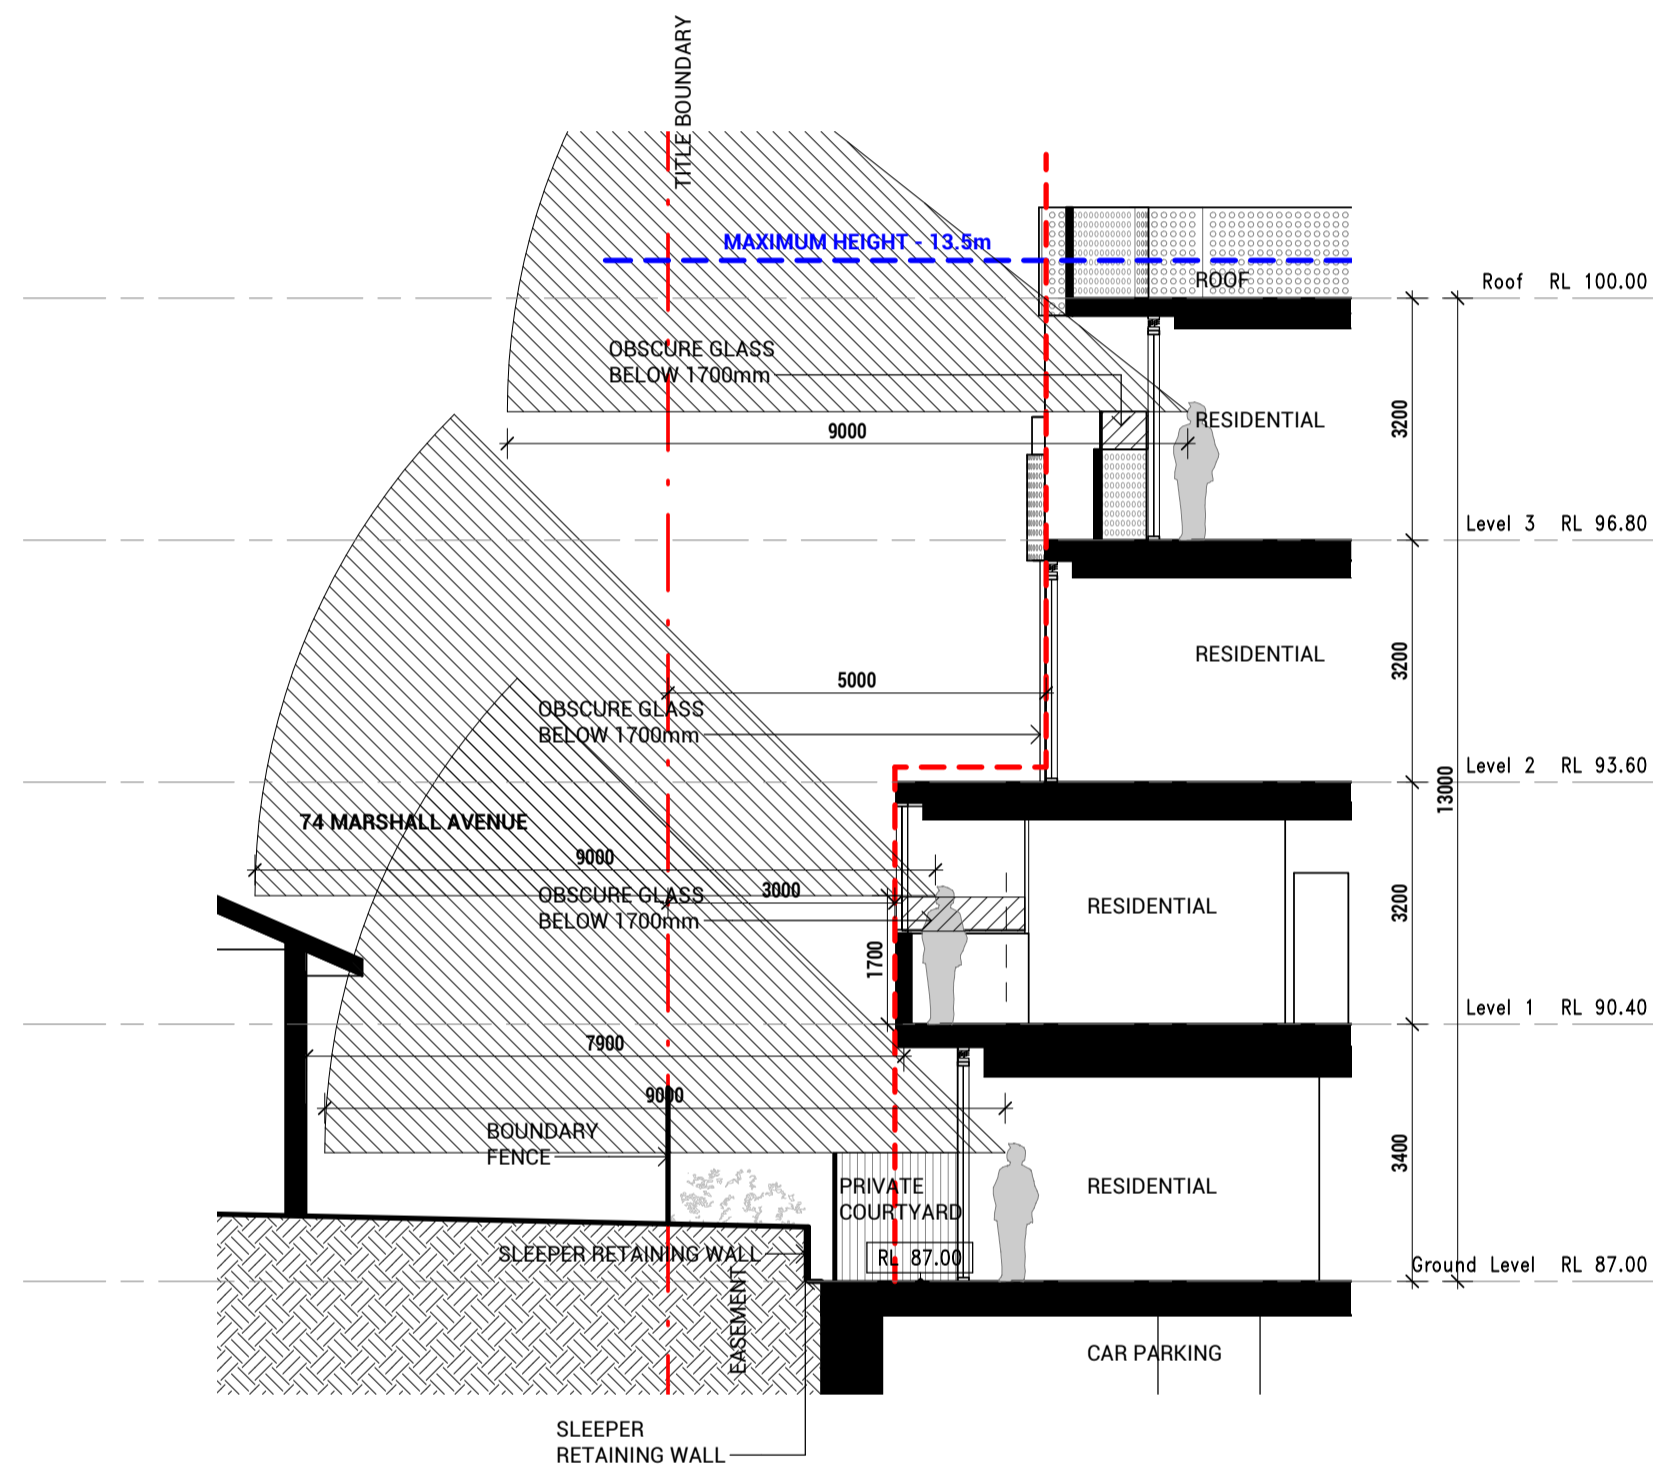 TITLE BOUNDARY
MAXIMUM HEIGHT - 13.5m
ROOF
Roof RL 100.00
OBSCURE GLASS
BELOW 1700mm
RESIDENTIAL
3200
9000
Level 3 RL 96.80
RESIDENTIAL
3200
5000
OBSCURE GLASS
BELOW 1700mm
Level 2 RL 93.60
13000
74 MARSHALL AVENUE
9000
OBSCURE GLASS
BELOW 1700mm
3000
RESIDENTIAL
3200
1700
Level 1 RL 90.40
7900
9000
BOUNDARY
FENCE
3400
PRIVATE
COURTYARD
RESIDENTIAL
SLEEPER RETAINING WALL
RL 87.00
Ground Level RL 87.00
EASEMENT
CAR PARKING
SLEEPER
RETAINING WALL